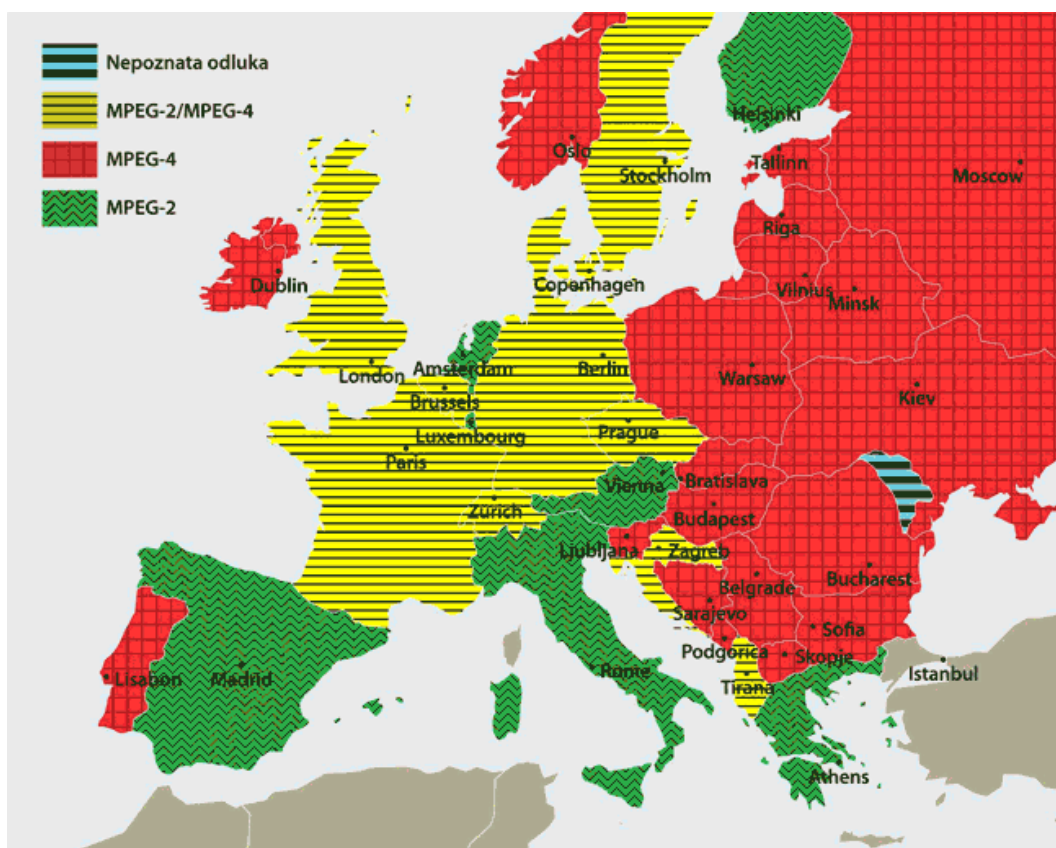 Nepoznata odluka
MPEG-2/MPEG-4
MPEG-4
MPEG-2
Helsinki
Oslo
Tallinn
Stockholm
Moscow
Riga
Dublin
Copenhagen
Vilnius
Minsk
London
Amsterdam
Berlin
Warsaw
Kiev
Brussels
Luxembourg
Prague
Paris
Vienna
Bratislava
Zürich
Budapest
Ljubljana
Zagreb
Belgrade
Bucharest
Sarajevo
Sofia
Podgorica
Skopje
Lisabon
Madrid
Rome
Tirana
Istanbul
Athens